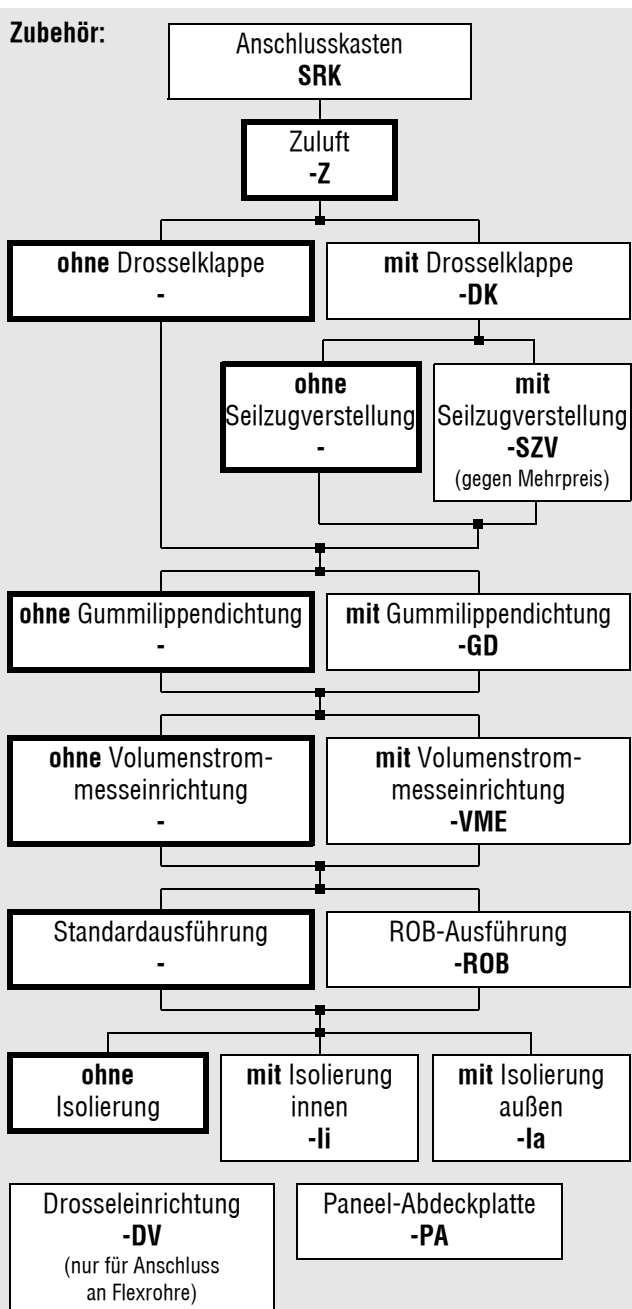 Zubehör:
Anschlusskasten
SRK
Zuluft
-Z
ohne Drosselklappe
-
mit Drosselklappe
-DK
ohne
Seilzugverstellung
-
mit
Seilzugverstellung
-SZV
(gegen Mehrpreis)
ohne Gummilippendichtung
-
mit Gummilippendichtung
-GD
ohne Volumenstrom-
messeinrichtung
-
mit Volumenstrom-
messeinrichtung
-VME
Standardausführung
-
ROB-Ausführung
-ROB
ohne
Isolierung
mit Isolierung
innen
-Ii
mit Isolierung
außen
-Ia
Drosseleinrichtung
-DV
(nur für Anschluss
an Flexrohre)
Paneel-Abdeckplatte
-PA